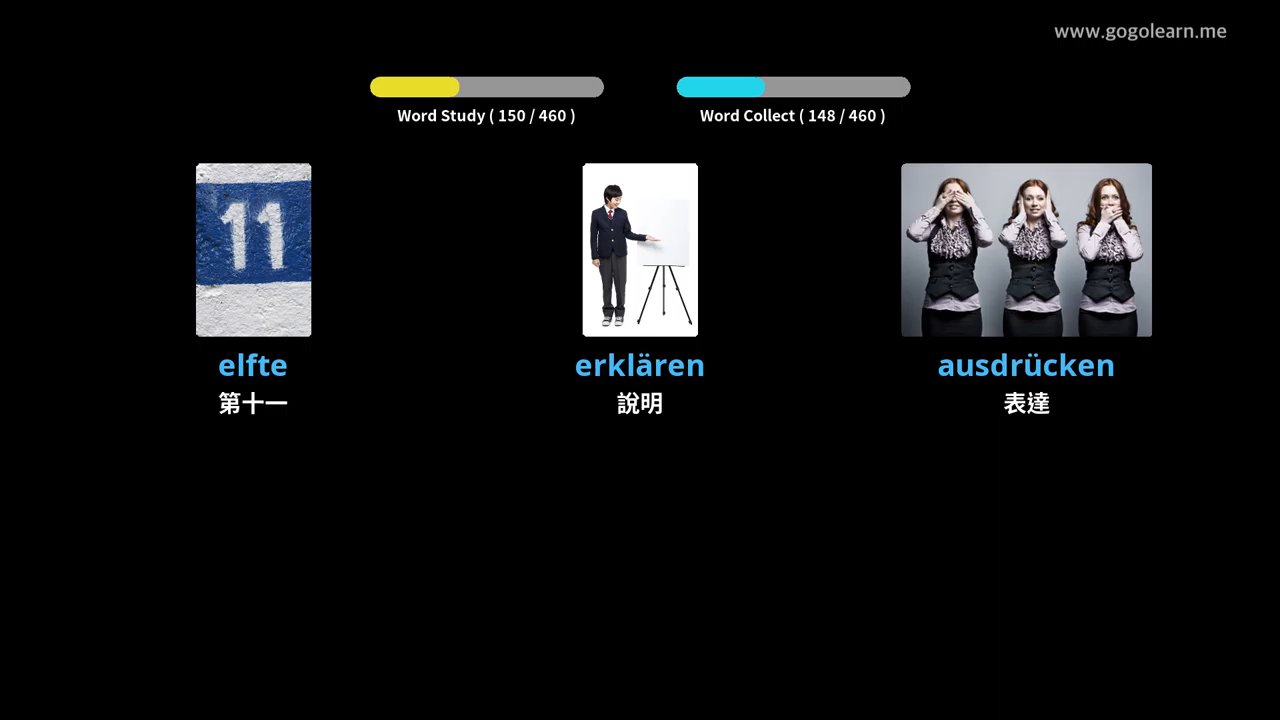 www.gogolearn.me
Word Study ( 150 / 460 )
Word Collect ( 148 / 460 )
11
elfte
erklären
ausdrücken
第十一
說明
表達